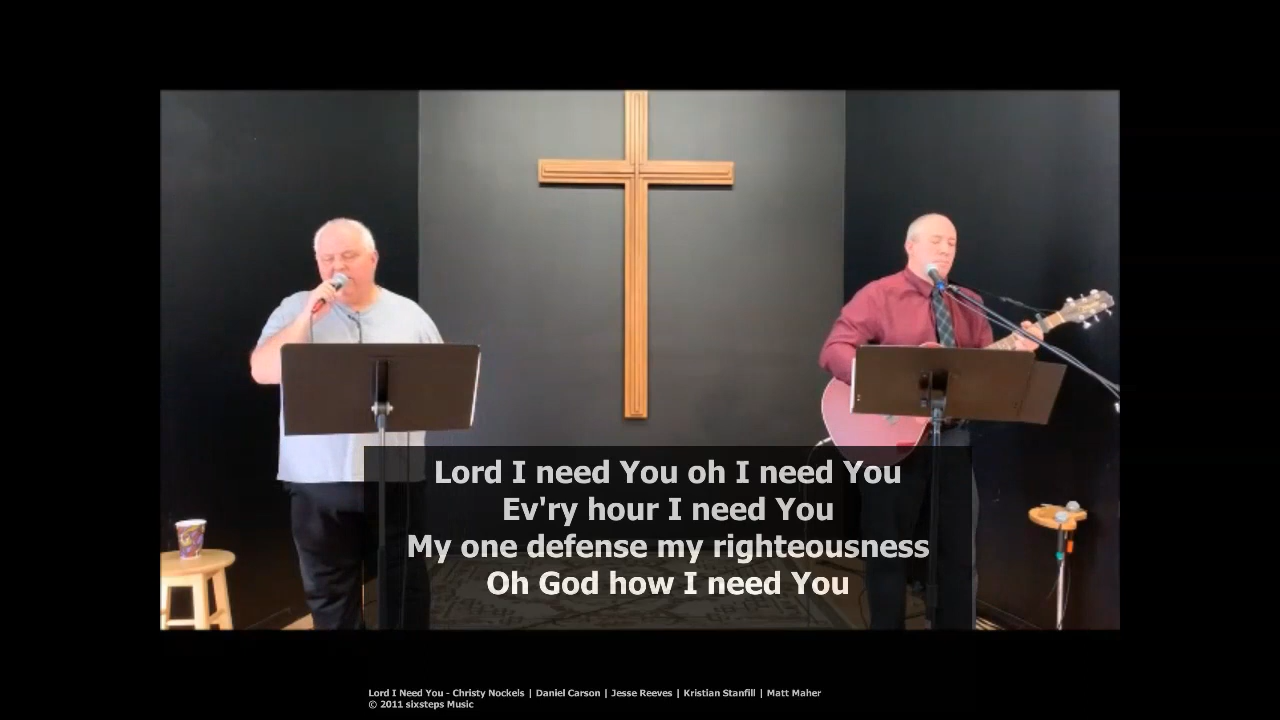 Lord I need You oh I need You
Ev'ry hour I need You
My one defense my righteousness
Oh God how I need You
Lord I Need You - Christy Nockels | Daniel Carson | Jesse Reeves | Kristian Stanfill | Matt Maher
© 2011 sixsteps Music